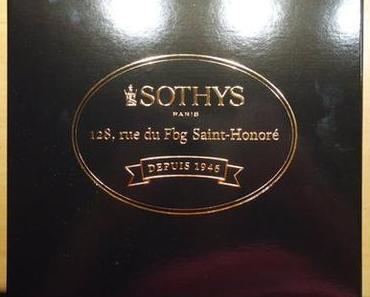 SOTHYS
PARIS
128, rue du Fbg Saint-Honoré
DEPUIS 1946